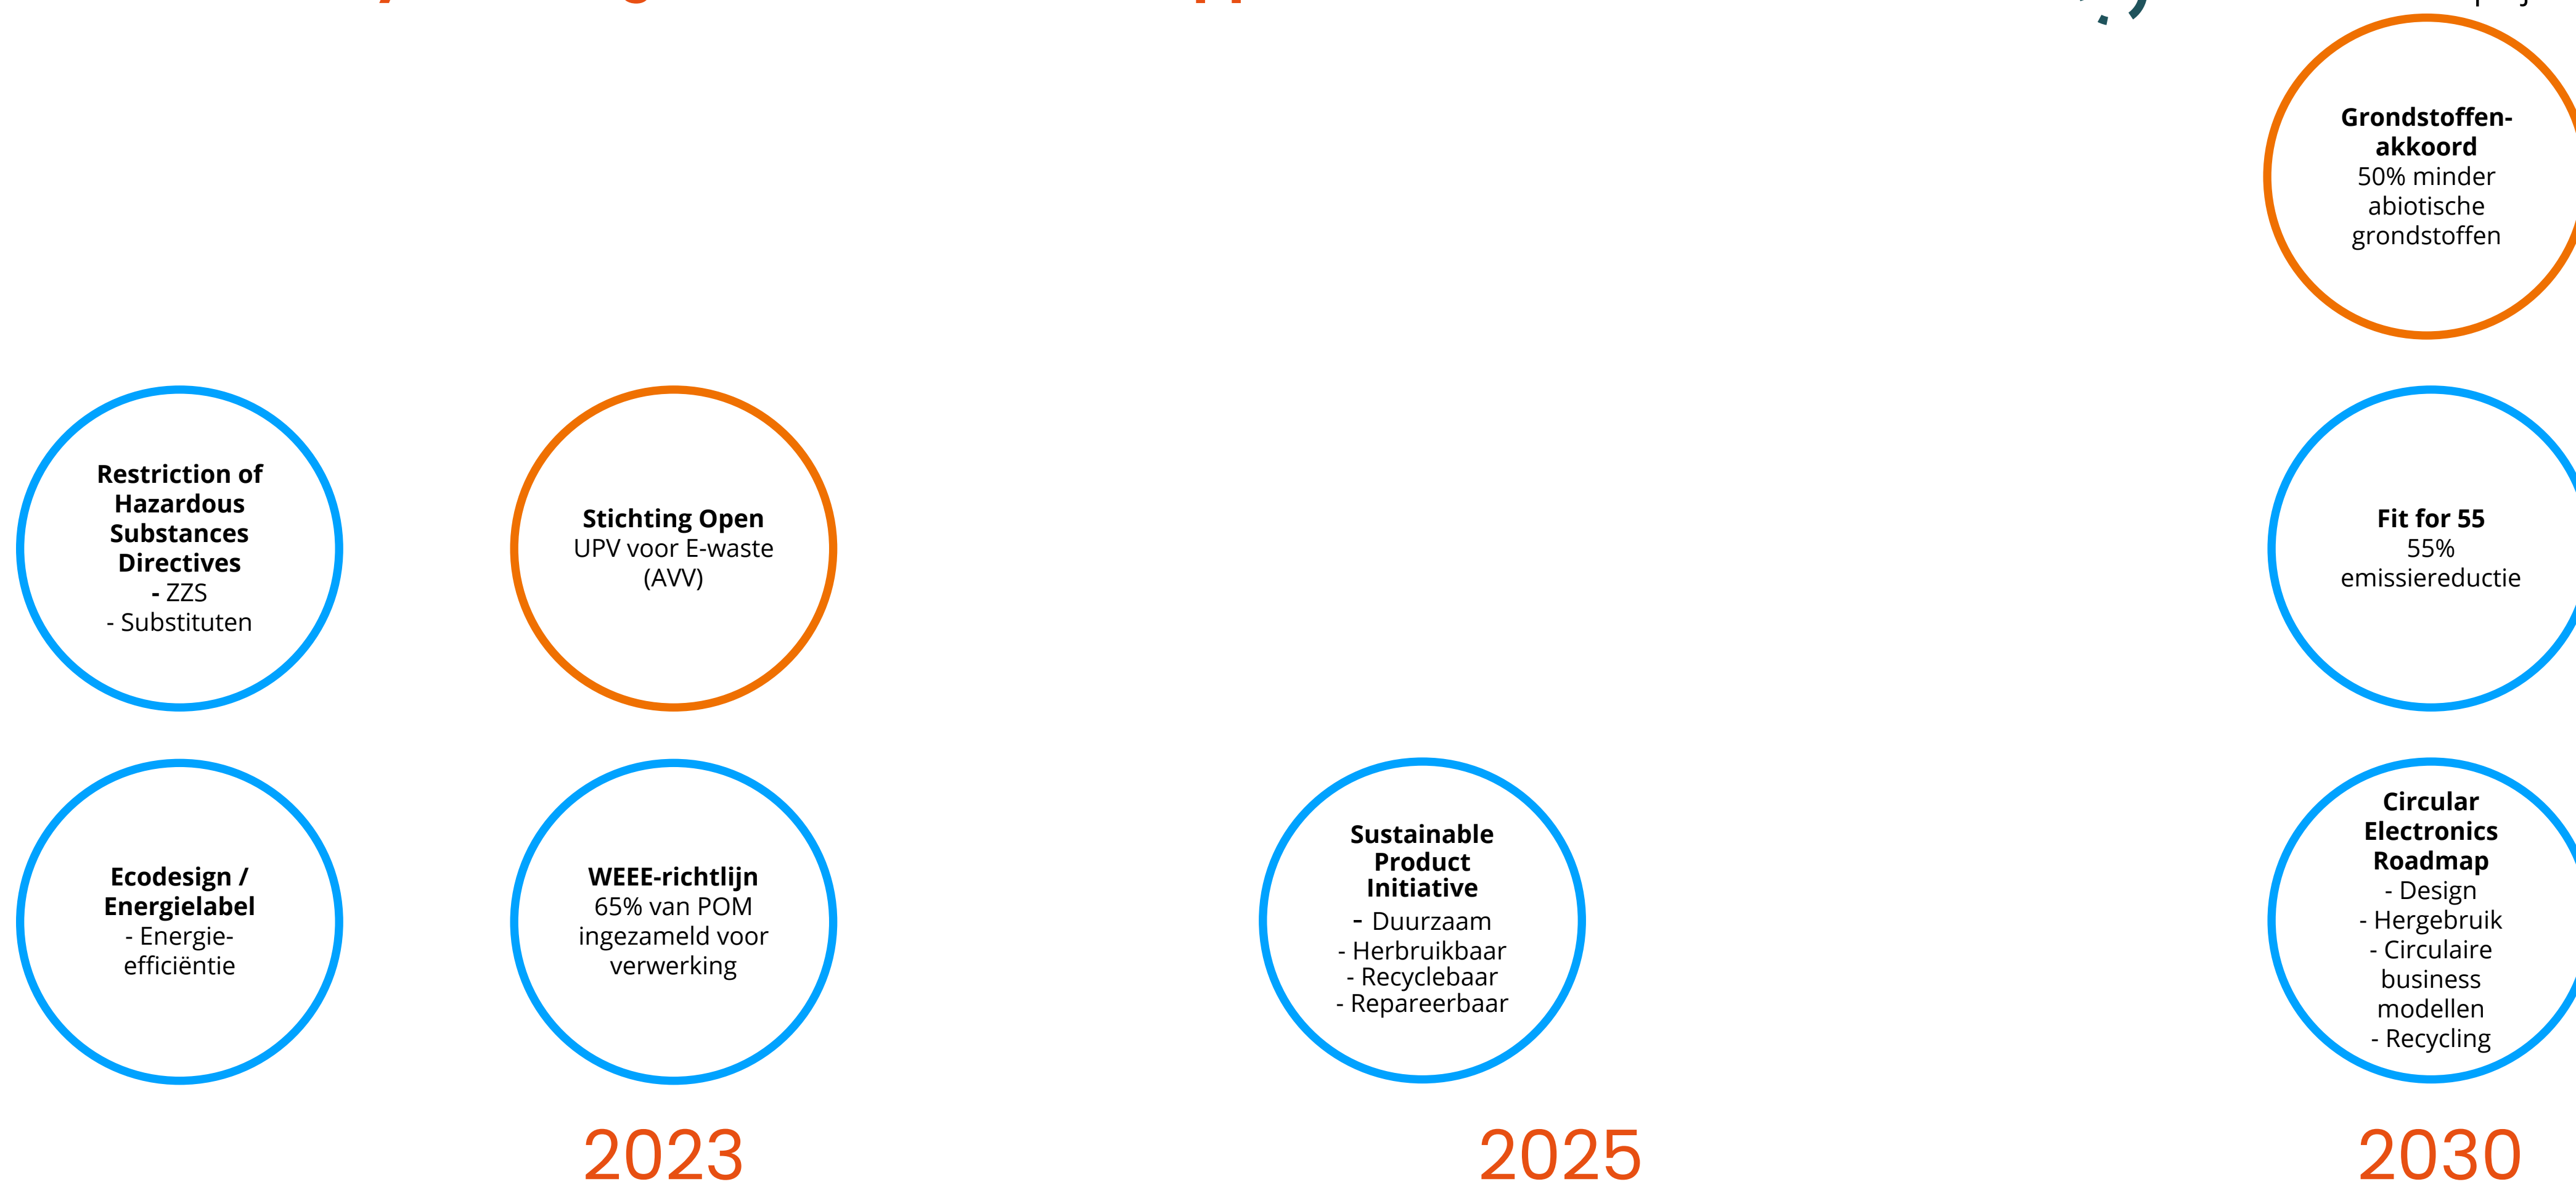 Grondstoffen-
akkoord
50% minder
abiotische
grondstoffen
Restriction of
Hazardous
Substances
Directives
- ZZS
- Substituten
Stichting Open
UPV voor E-waste
(AVV)
Fit for 55
55%
emissiereductie
Ecodesign /
Energielabel
- Energie-
efficiëntie
WEEE-richtlijn
65% van POM
ingezameld voor
verwerking
Sustainable
Product
Initiative
- Duurzaam
- Herbruikbaar
- Recyclebaar
- Repareerbaar
Circular
Electronics
Roadmap
- Design
- Hergebruik
- Circulaire
business
modellen
- Recycling
2023
2025
2030